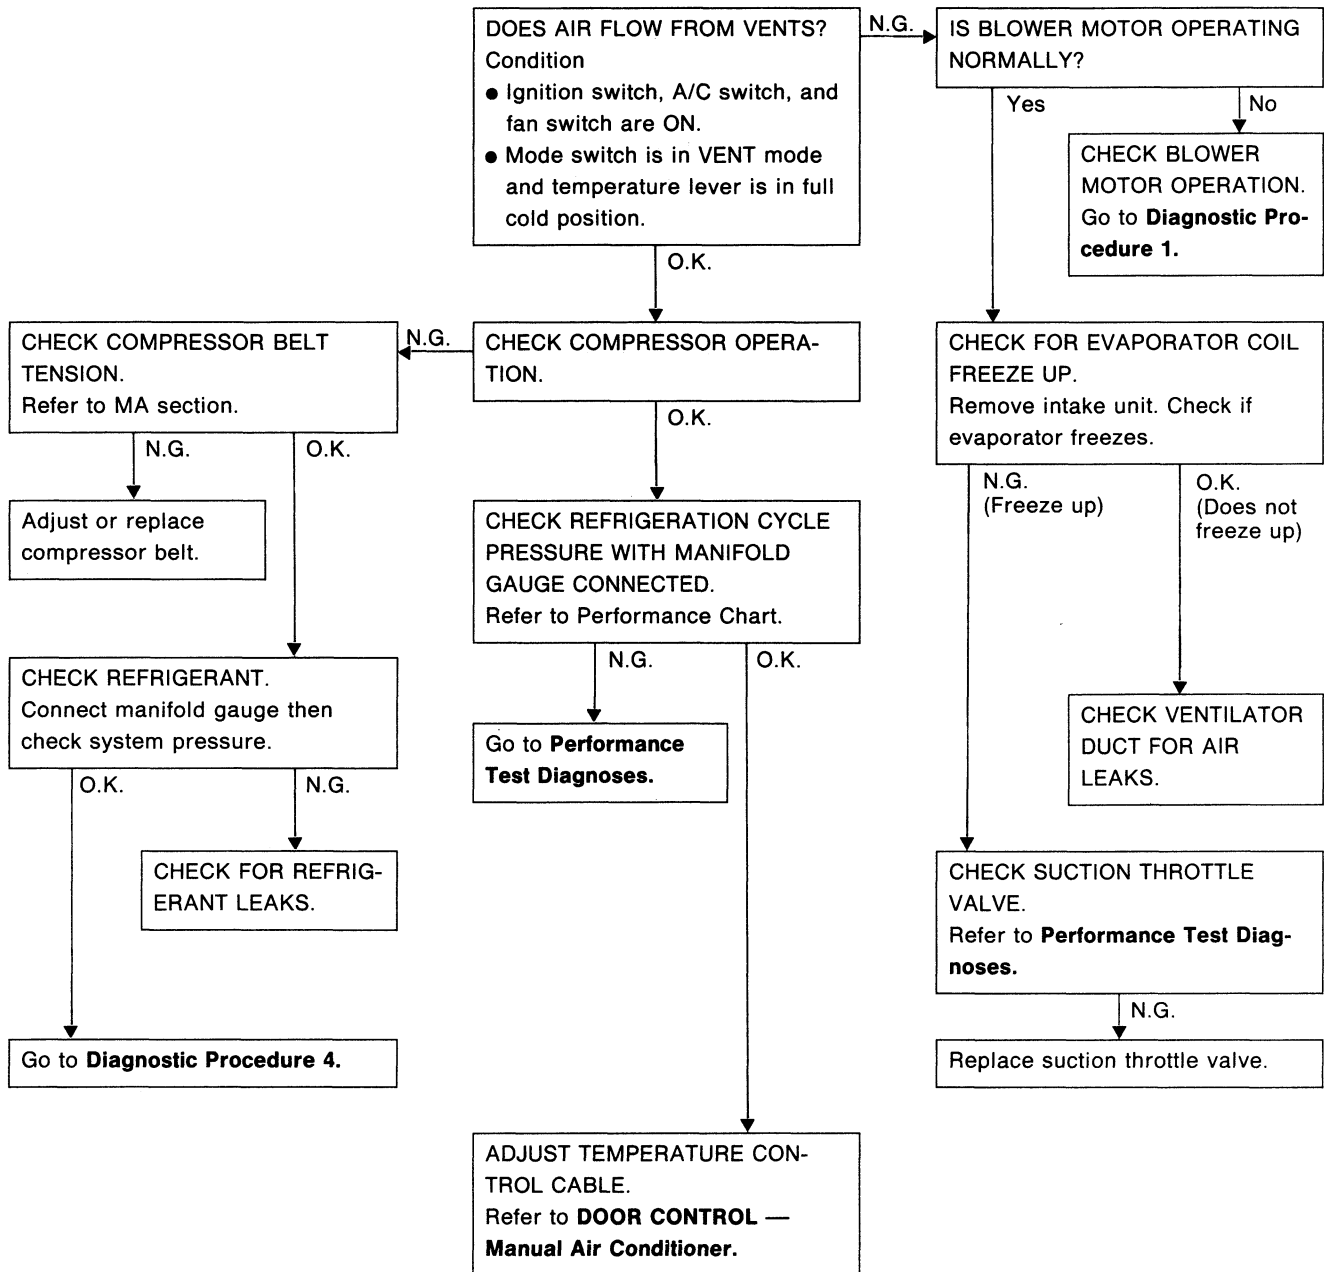 DOES AIR FLOW FROM VENTS?
Condition
● Ignition switch, A/C switch, and
fan switch are ON.
● Mode switch is in VENT mode
and temperature lever is in full
cold position.
N.G.
IS BLOWER MOTOR OPERATING
NORMALLY?
Yes
No
CHECK BLOWER
MOTOR OPERATION.
Go to Diagnostic Pro-
cedure 1.
O.K.
CHECK COMPRESSOR BELT
TENSION.
Refer to MA section.
N.G.
CHECK COMPRESSOR OPERA-
TION.
CHECK FOR EVAPORATOR COIL
FREEZE UP.
Remove intake unit. Check if
evaporator freezes.
N.G.
O.K.
O.K.
N.G.
(Freeze up)
O.K.
(Does not
freeze up)
Adjust or replace
compressor belt.
CHECK REFRIGERATION CYCLE
PRESSURE WITH MANIFOLD
GAUGE CONNECTED.
Refer to Performance Chart.
N.G.
O.K.
CHECK REFRIGERANT.
Connect manifold gauge then
check system pressure.
O.K.
N.G.
Go to Performance
Test Diagnoses.
CHECK VENTILATOR
DUCT FOR AIR
LEAKS.
CHECK FOR REFRIG-
ERANT LEAKS.
CHECK SUCTION THROTTLE
VALVE.
Refer to Performance Test Diag-
noses.
N.G.
Go to Diagnostic Procedure 4.
Replace suction throttle valve.
ADJUST TEMPERATURE CON-
TROL CABLE.
Refer to DOOR CONTROL —
Manual Air Conditioner.